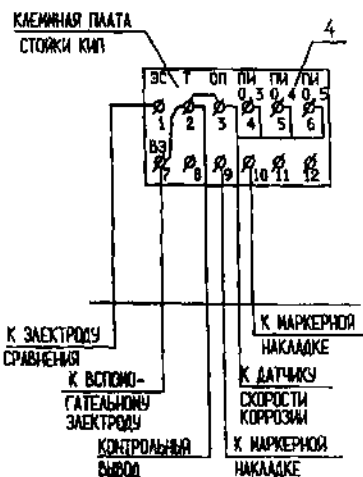 КЛЕММНАЯ ПЛАТА
СТОЙКИ КИП
4
ЭС Т ОП ПИ ПИ ПИ
0,3 0,4 0,5
1 2 3 4 5 6
ВЭ
7 8 9 10 11 12
К ЭЛЕКТРОДУ
СРАВНЕНИЯ
К МАРКЕРНОЙ
НАКЛАДКЕ
К ВСПОМО-
ГАТЕЛЬНОМУ
ЭЛЕКТРОДУ
К ДАТЧИКУ
СКОРОСТИ
КОРРОЗИИ
КОНТРОЛЬНЫЙ
ВЫВОД
К МАРКЕРНОЙ
НАКЛАДКЕ